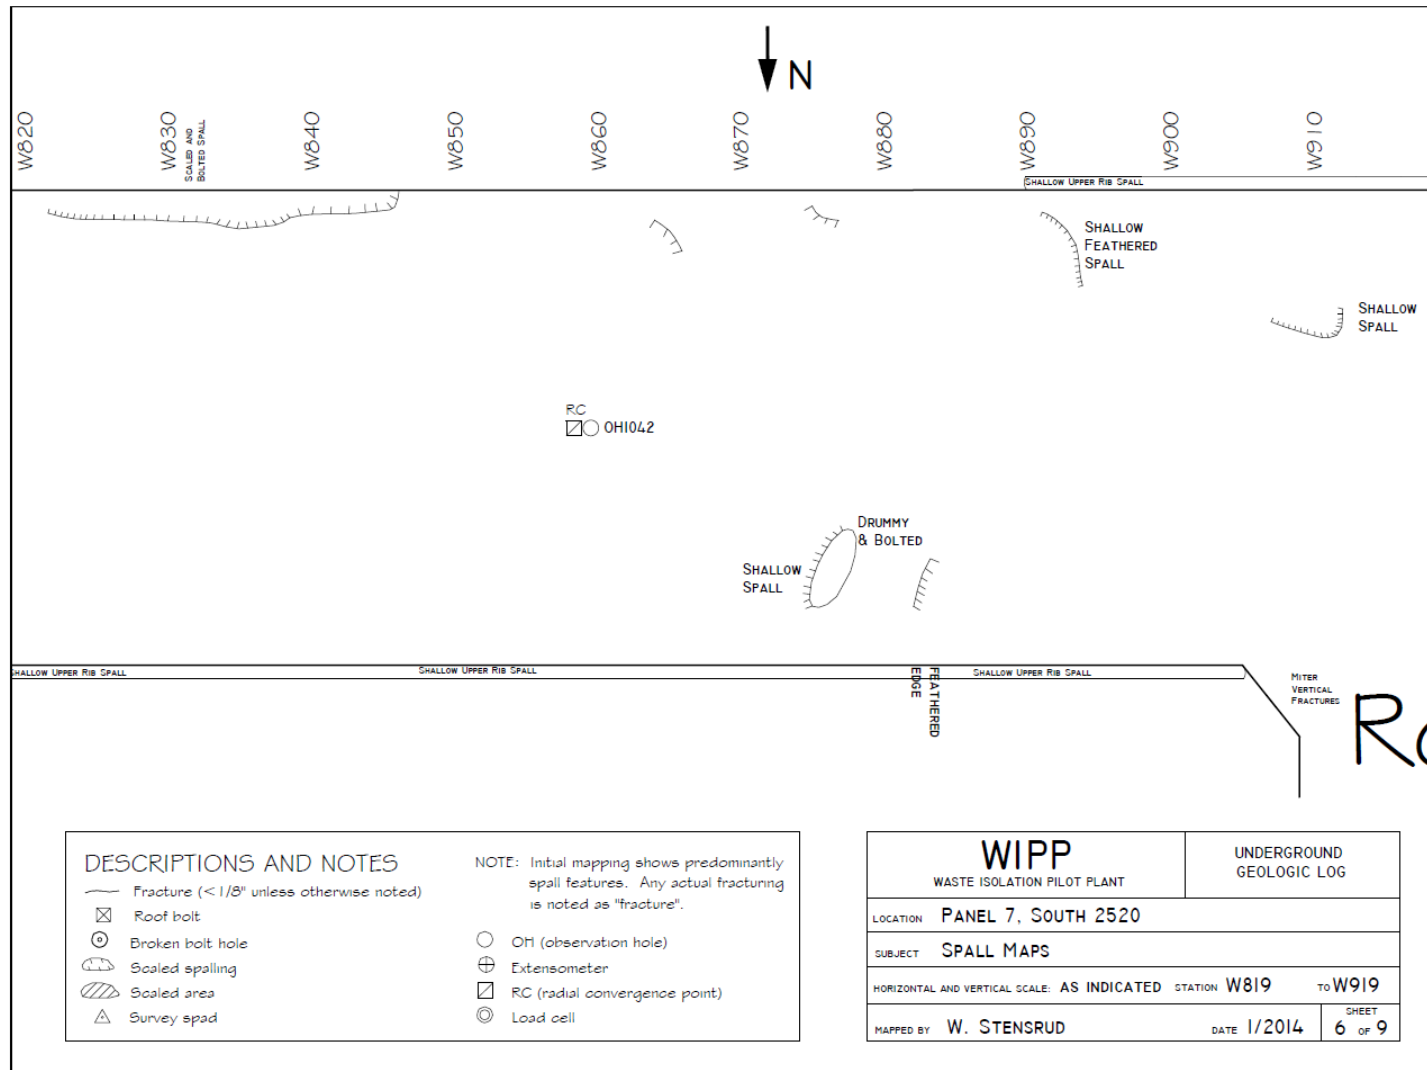 N
W820
W830
SCALED AND
BOLTED SPALL
W840
W850
W860
W870
W880
W890
W900
W910
SHALLOW UPPER RIB SPALL
SHALLOW
FEATHERED
SPALL
SHALLOW
SPALL
RC
OH1042
DRUMMY
& BOLTED
SHALLOW
SPALL
SHALLOW UPPER RIB SPALL
SHALLOW UPPER RIB SPALL
FEATHERED
EDGE
SHALLOW UPPER RIB SPALL
MITER
VERTICAL
FRACTURES
DESCRIPTIONS AND NOTES
Fracture (<1/8" unless otherwise noted)
Roof bolt
Broken bolt hole
Scaled spalling
Scaled area
Survey spad
NOTE: Initial mapping shows predominantly
spall features. Any actual fracturing
is noted as "fracture".
OH (observation hole)
Extensometer
RC (radial convergence point)
Load cell
WIPP
WASTE ISOLATION PILOT PLANT
UNDERGROUND
GEOLOGIC LOG
LOCATION PANEL 7, SOUTH 2520
SUBJECT SPALL MAPS
HORIZONTAL AND VERTICAL SCALE: AS INDICATED STATION W819 TO W919
MAPPED BY W. STENSRUD DATE 1/2014
SHEET
6 OF 9